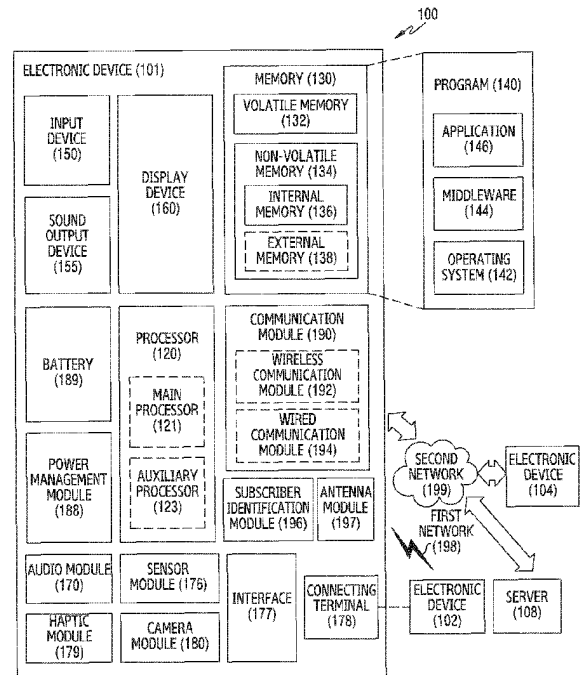 100
ELECTRONIC DEVICE (101)
INPUT
DEVICE
(150)
SOUND
OUTPUT
DEVICE
(155)
DISPLAY
DEVICE
(160)
MEMORY (130)
VOLATILE MEMORY
(132)
NON-VOLATILE
MEMORY (134)
INTERNAL
MEMORY (136)
EXTERNAL
MEMORY (138)
PROGRAM (140)
APPLICATION
(146)
MIDDLEWARE
(144)
OPERATING
SYSTEM (142)
BATTERY
(189)
POWER
MANAGEMENT
MODULE
(188)
PROCESSOR
(120)
MAIN
PROCESSOR
(121)
AUXILIARY
PROCESSOR
(123)
COMMUNICATION
MODULE (190)
WIRELESS
COMMUNICATION
MODULE (192)
WIRED
COMMUNICATION
MODULE (194)
SUBSCRIBER
IDENTIFICATION
MODULE (196)
ANTENNA
MODULE
(197)
SECOND
NETWORK
(199)
ELECTRONIC
DEVICE
(104)
FIRST
NETWORK
(198)
AUDIO MODULE
(170)
SENSOR
MODULE (176)
INTERFACE
(177)
CONNECTING
TERMINAL
(178)
ELECTRONIC
DEVICE
(102)
SERVER
(108)
HAPTIC
MODULE
(179)
CAMERA
MODULE (180)